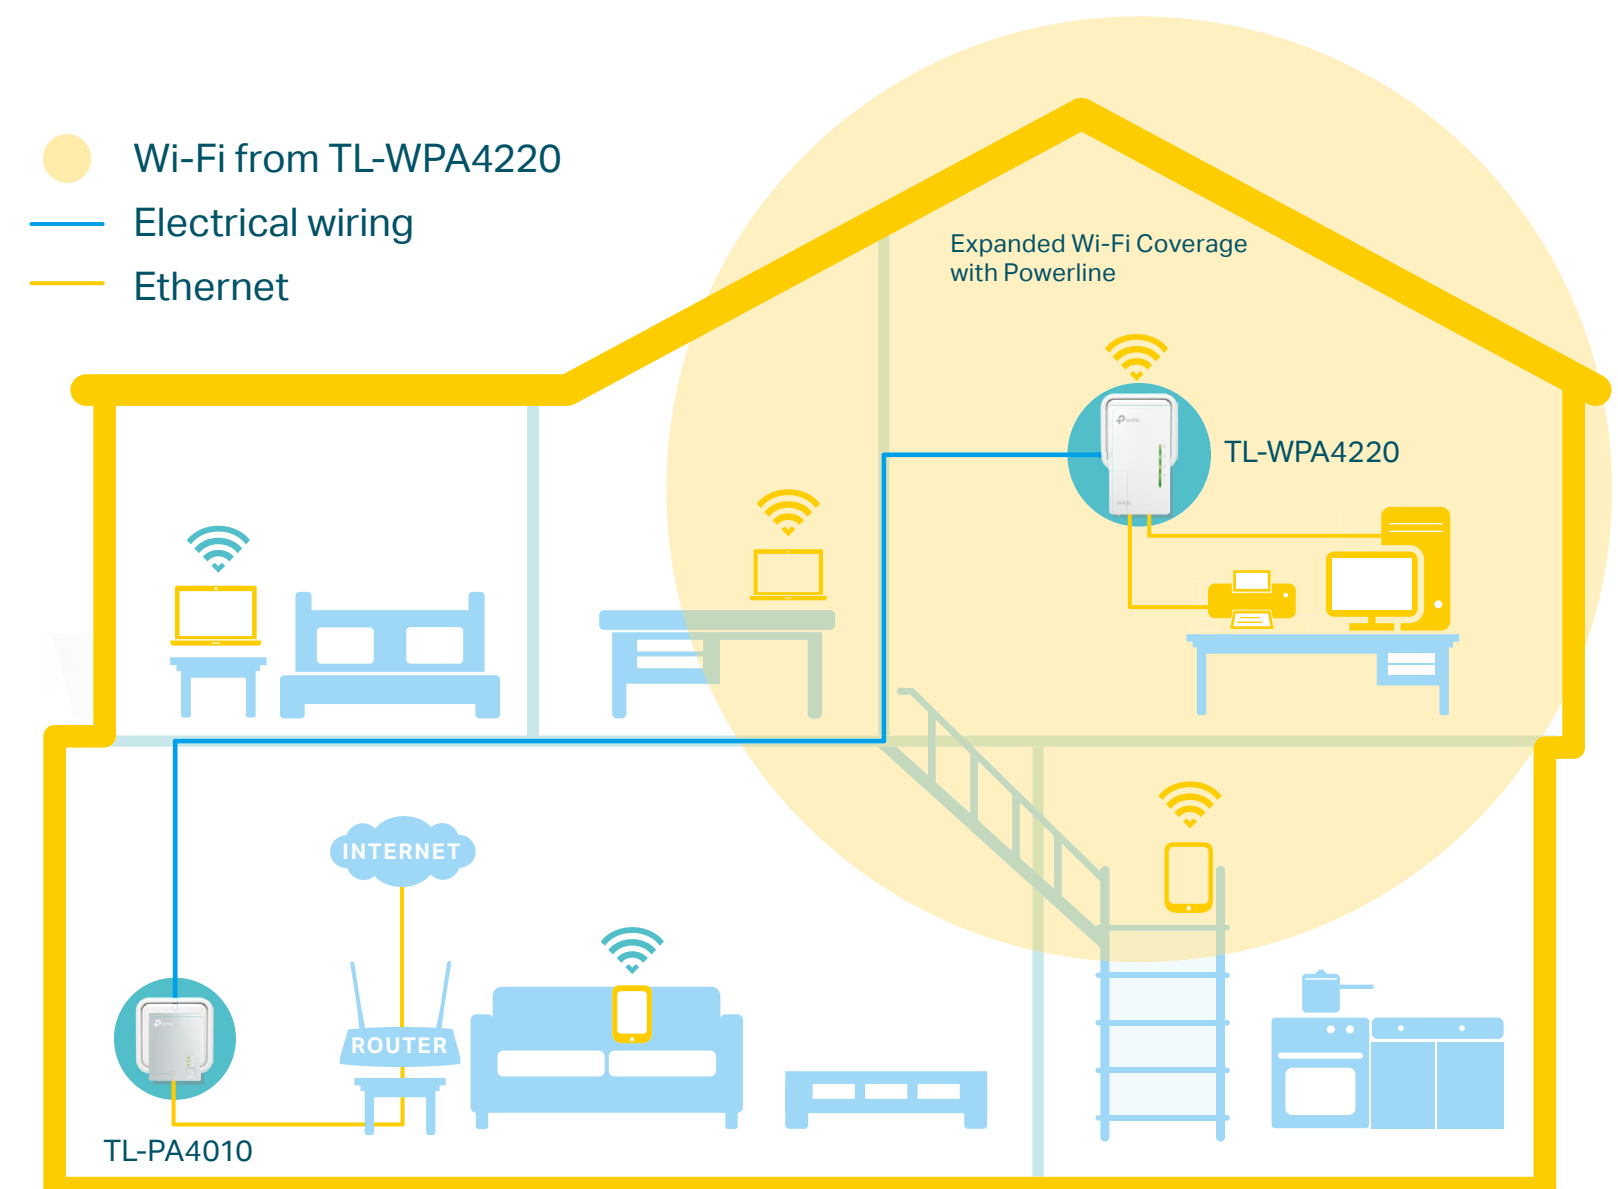 Wi-Fi from TL-WPA4220
Electrical wiring
Ethernet
Expanded Wi-Fi Coverage
with Powerline
TL-WPA4220
INTERNET
ROUTER
TL-PA4010